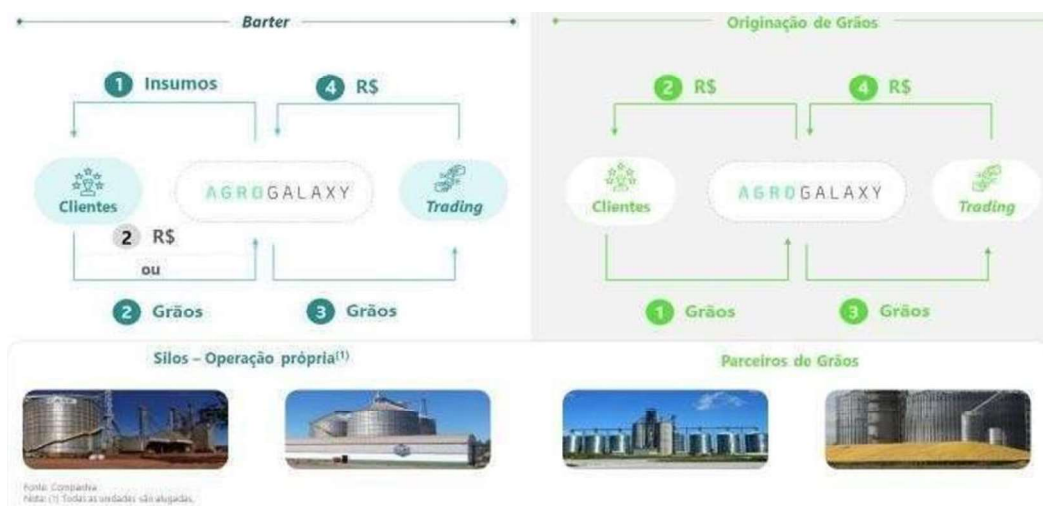 Barter
1 Insumos
4 R$
Clientes
AGROGALAXY
Trading
2 R$
ou
2 Grãos
3 Grãos
Originação de Grãos
2 R$
4 R$
Clientes
AGROGALAXY
Trading
1 Grãos
3 Grãos
Silos – Operação própria(1)
Parceiros de Grãos
Fonte: Companhia
Nota: (1) Todas as unidades são alugadas.